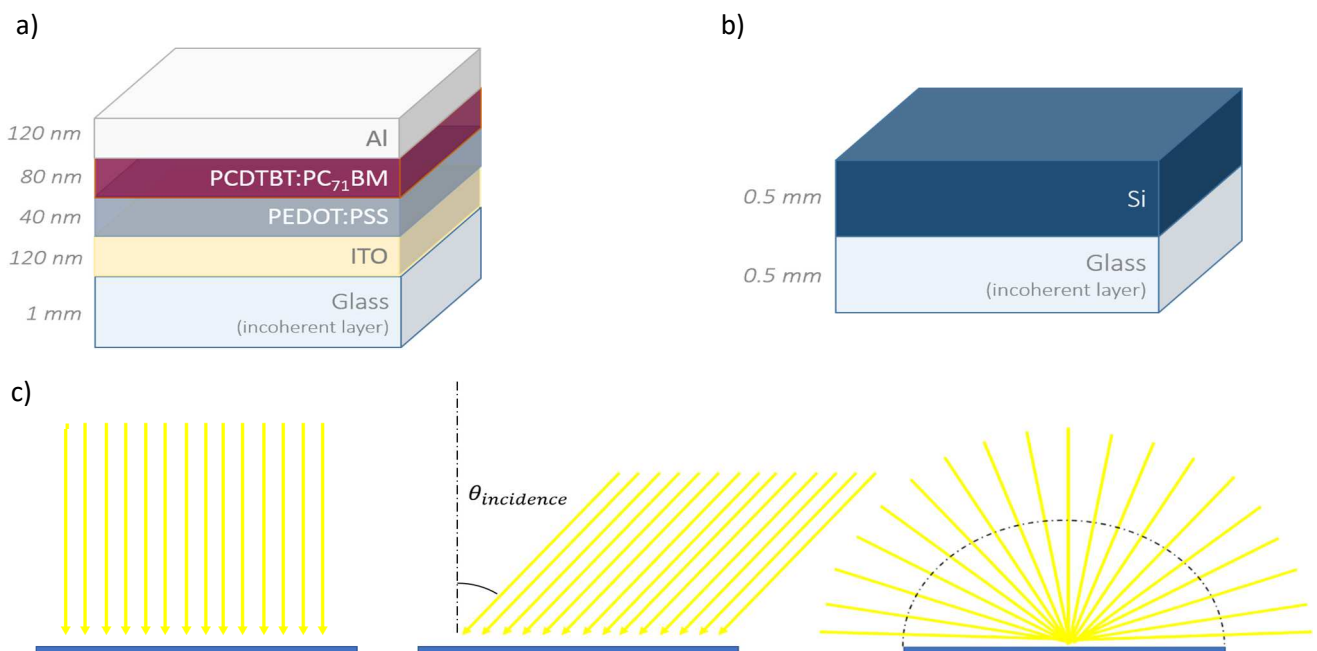 a)
120 nm
Al
80 nm
PCDTBT:PC₇₁BM
40 nm
PEDOT:PSS
120 nm
ITO
1 mm
Glass
(incoherent layer)
b)
0.5 mm
Si
0.5 mm
Glass
(incoherent layer)
c)
θincidence